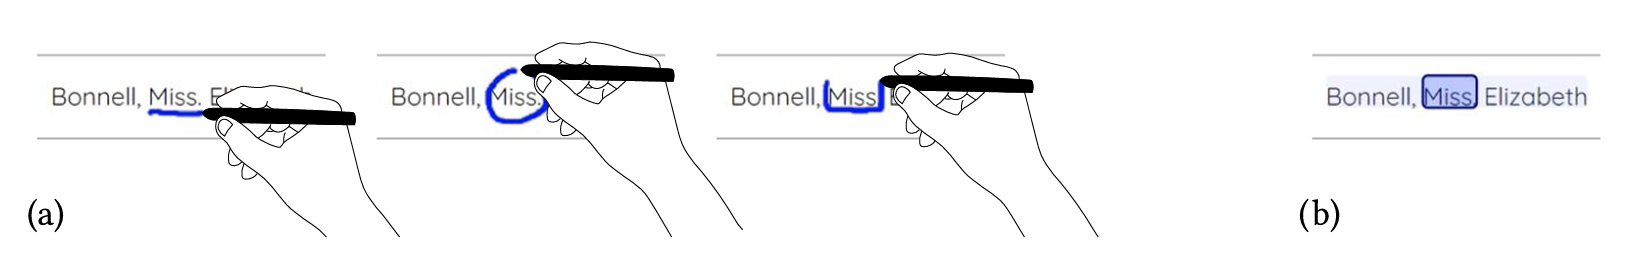 Bonnell, Miss.
Bonnell, Miss.
Bonnell, Miss.
Bonnell, Miss. Elizabeth
(a)
(b)